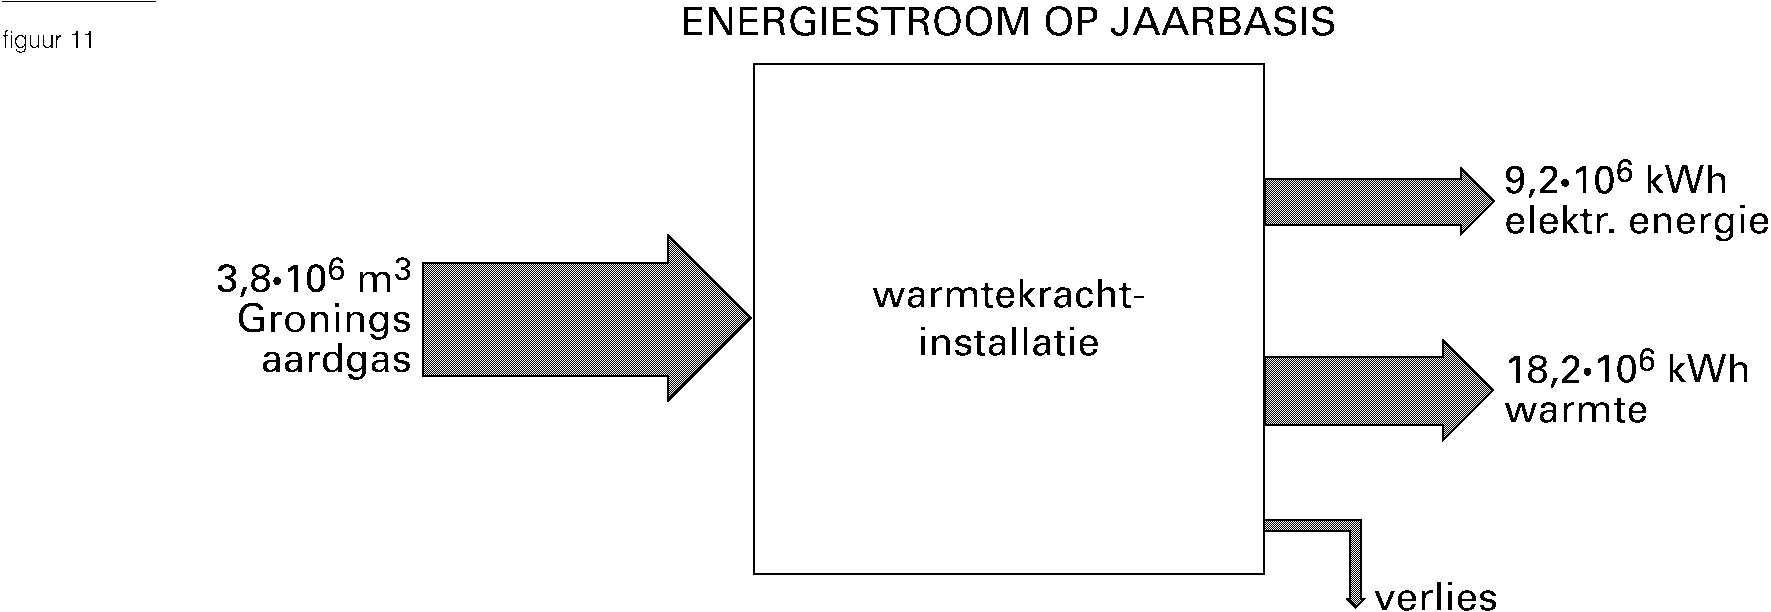 figuur 11
ENERGIESTROOM OP JAARBASIS
3,8•10⁶ m³
Gronings
aardgas
warmtekracht-
installatie
9,2•10⁶ kWh
elektr. energie
18,2•10⁶ kWh
warmte
verlies